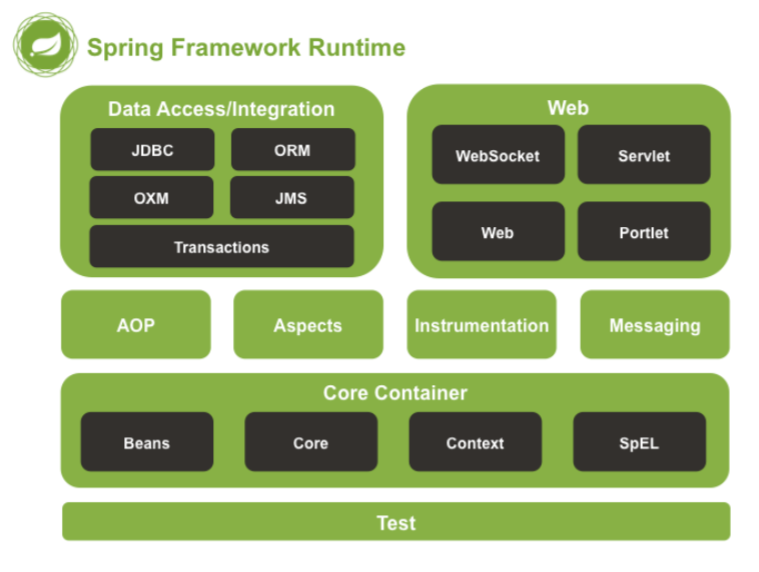 Spring Framework Runtime
Data Access/Integration
JDBC
ORM
OXM
JMS
Transactions
Web
WebSocket
Servlet
Web
Portlet
AOP
Aspects
Instrumentation
Messaging
Core Container
Beans
Core
Context
SpEL
Test